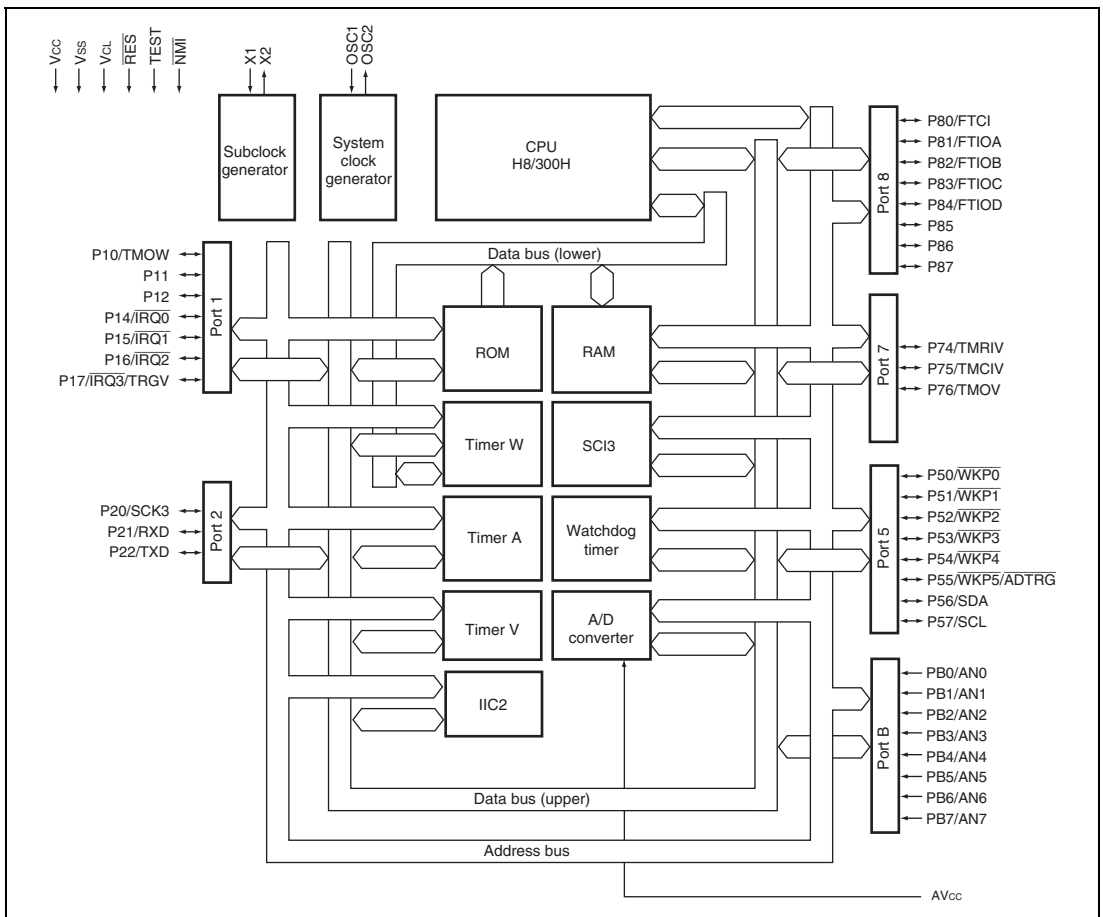 VCC
VSS
VCL
RES
TEST
NMI
X1
X2
OSC1
OSC2
Subclock
generator
System
clock
generator
CPU
H8/300H
Data bus (lower)
P10/TMOW
P11
P12
P14/IRQ0
P15/IRQ1
P16/IRQ2
P17/IRQ3/TRGV
Port 1
P20/SCK3
P21/RXD
P22/TXD
Port 2
ROM
RAM
Timer W
SCI3
Timer A
Watchdog
timer
Timer V
A/D
converter
IIC2
Data bus (upper)
Address bus
Port 8
P80/FTCI
P81/FTIOA
P82/FTIOB
P83/FTIOC
P84/FTIOD
P85
P86
P87
Port 7
P74/TMRIV
P75/TMCIV
P76/TMOV
Port 5
P50/WKP0
P51/WKP1
P52/WKP2
P53/WKP3
P54/WKP4
P55/WKP5/ADTRG
P56/SDA
P57/SCL
Port B
PB0/AN0
PB1/AN1
PB2/AN2
PB3/AN3
PB4/AN4
PB5/AN5
PB6/AN6
PB7/AN7
AVCC